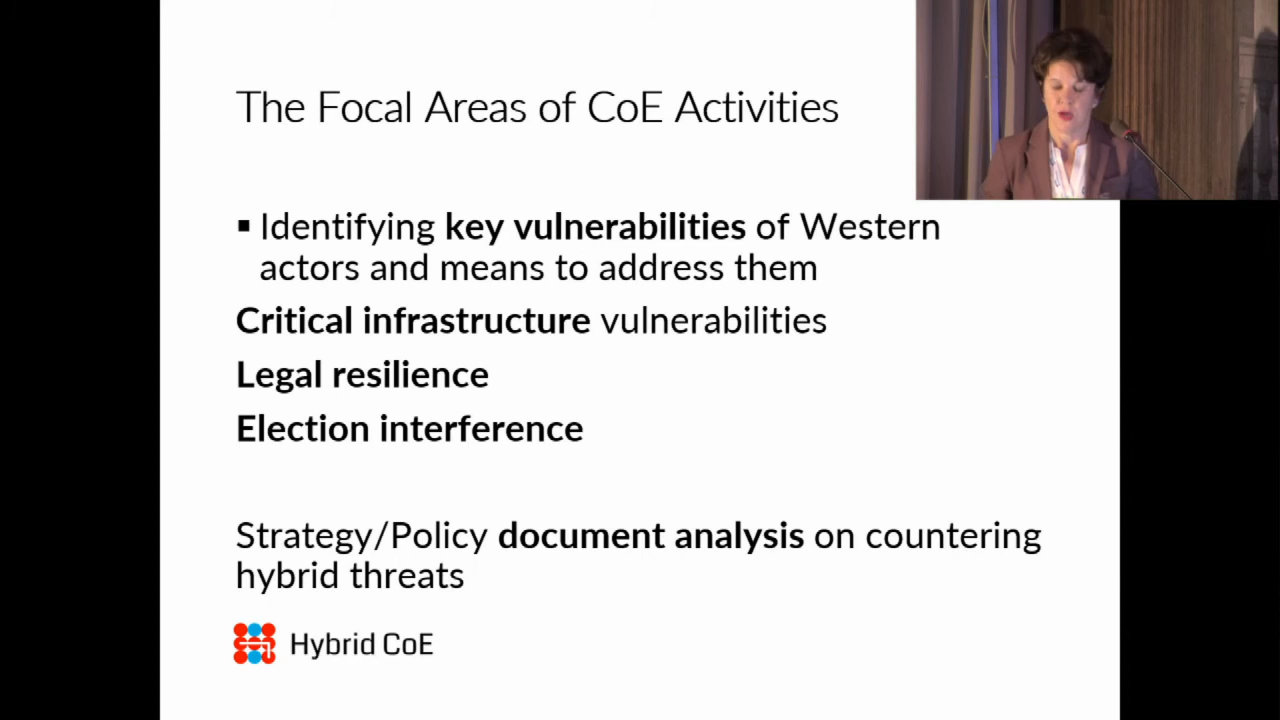 The Focal Areas of CoE Activities
▪ Identifying key vulnerabilities of Western
actors and means to address them
Critical infrastructure vulnerabilities
Legal resilience
Election interference
Strategy/Policy document analysis on countering
hybrid threats
Hybrid CoE